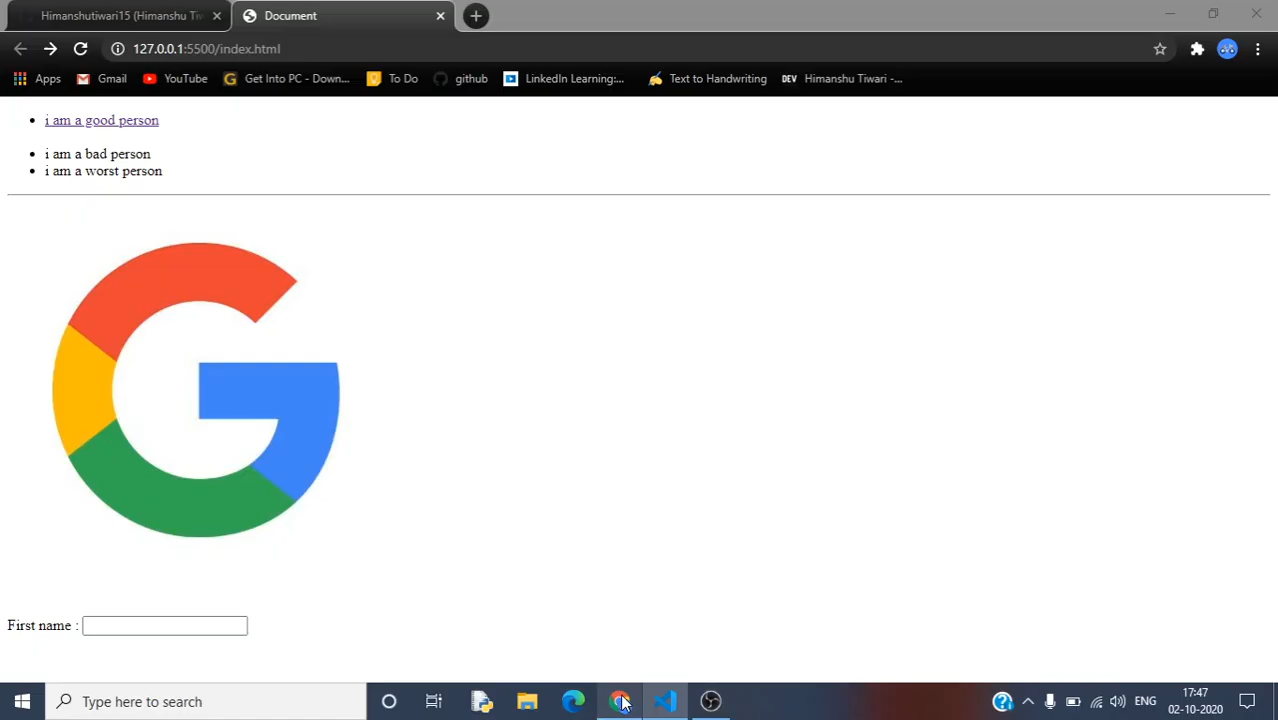 Himanshutiwari15 (Himanshu Tiw
Document
127.0.0.1:5500/index.html
Apps
Gmail
YouTube
Get Into PC - Down...
To Do
github
LinkedIn Learning:...
Text to Handwriting
DEV
Himanshu Tiwari -...
i am a good person
i am a bad person
i am a worst person
First name :
Type here to search
ENG
17:47
02-10-2020